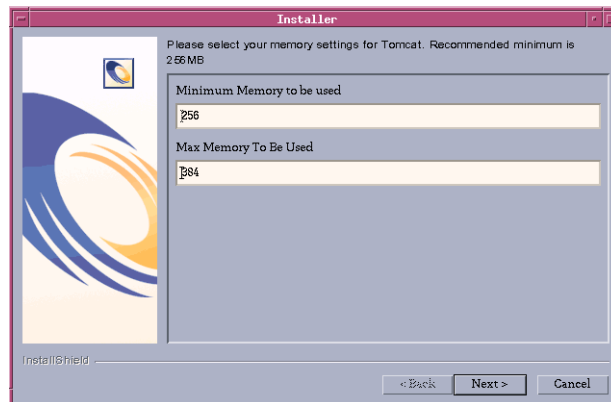 Installer
Please select your memory settings for Tomcat. Recommended minimum is
256MB
Minimum Memory to be used
256
Max Memory To Be Used
384
InstallShield
< Back Next > Cancel